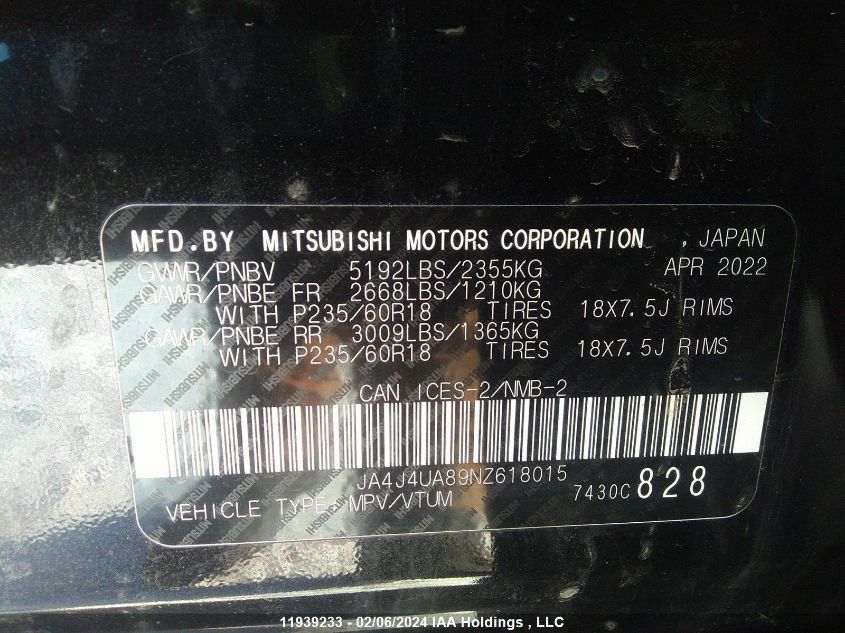 MFD.BY MITSUBISHI MOTORS CORPORATION , JAPAN
GVWR/PNBV 5192LBS/2355KG APR 2022
GAWR/PNBE FR 2668LBS/1210KG
WITH P235/60R18 TIRES 18X7.5J RIMS
GAWR/PNBE RR 3009LBS/1365KG
WITH P235/60R18 TIRES 18X7.5J RIMS
CAN ICES-2/NMB-2
JA4J4UA89NZ618015
VEHICLE TYPE MPV/VTUM 7430C 828
11939233 - 02/06/2024 IAA Holdings , LLC